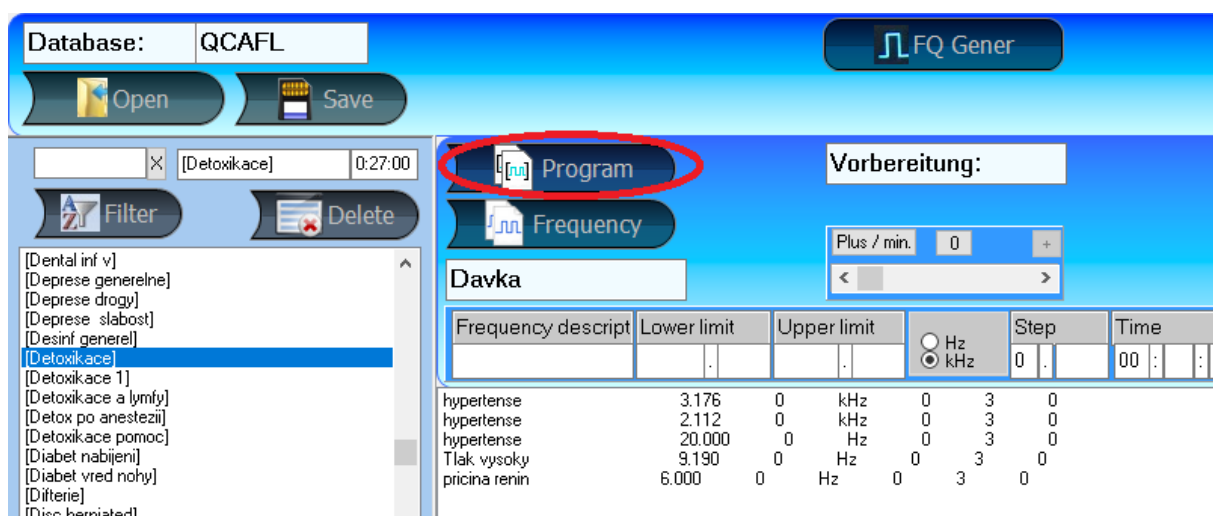 Database: QCAFL
FQ Gener
Open Save
X [Detoxikace] 0:27:00
Filter Delete
[Dental inf v]
[Deprese generelne]
[Deprese drogy]
[Deprese slabost]
[Desinf generel]
[Detoxikace]
[Detoxikace 1]
[Detoxikace a lymfy]
[Detox po anestezii]
[Detoxikace pomoc]
[Diabet nabijeni]
[Diabet vred nohy]
[Difterie]
[Disc herniated]
Program
Frequency
Davka
Vorbereitung:
Plus / min. 0 +
< >
Frequency descript Lower limit Upper limit Hz kHz Step Time
. . 0 . 00 : :
hypertense 3.176 0 kHz 0 3 0
hypertense 2.112 0 kHz 0 3 0
hypertense 20.000 0 Hz 0 3 0
Tlak vysoky 9.190 0 Hz 0 3 0
pricina renin 6.000 0 Hz 0 3 0